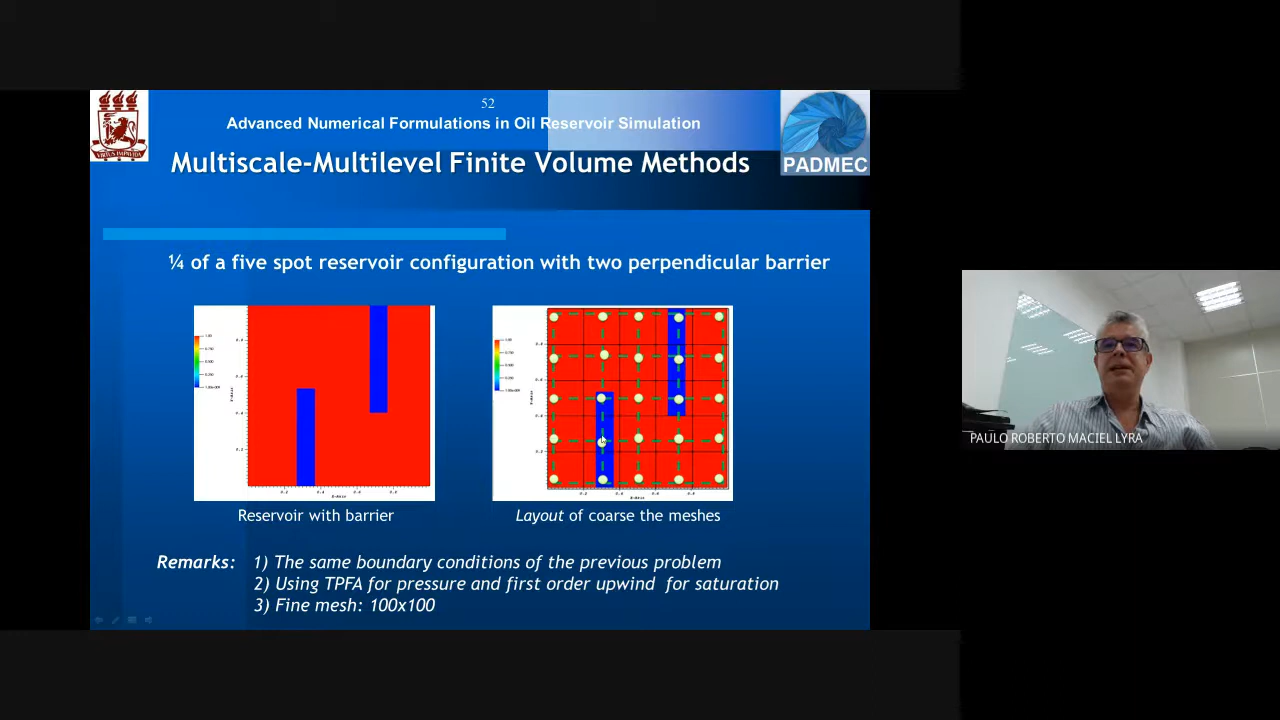 52
Advanced Numerical Formulations in Oil Reservoir Simulation
Multiscale-Multilevel Finite Volume Methods
PADMEC
¼ of a five spot reservoir configuration with two perpendicular barrier
Reservoir with barrier
Layout of coarse the meshes
Remarks: 1) The same boundary conditions of the previous problem
2) Using TPFA for pressure and first order upwind for saturation
3) Fine mesh: 100x100
PAULO ROBERTO MACIEL LYRA